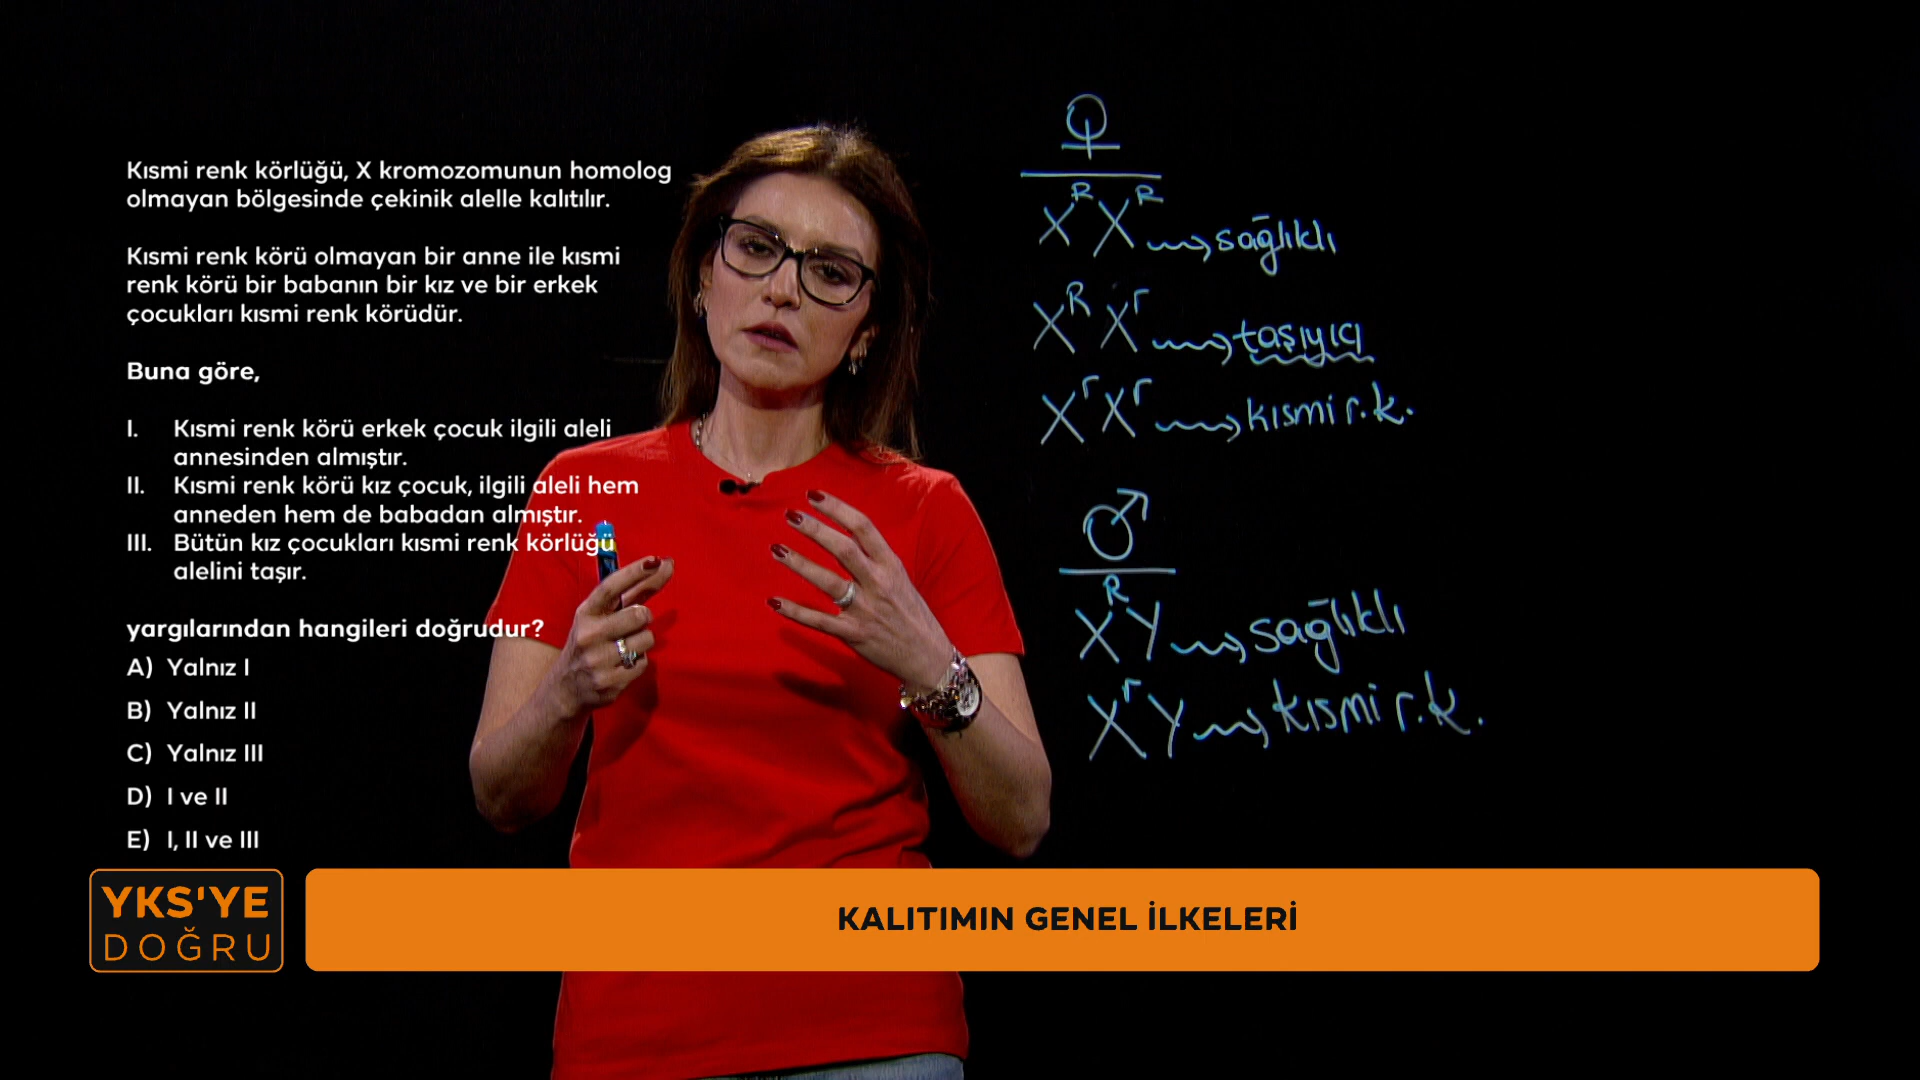 Kısmi renk körlüğü, X kromozomunun homolog
olmayan bölgesinde çekinik alelle kalıtılır.
Kısmi renk körü olmayan bir anne ile kısmi
renk körü bir babanın bir kız ve bir erkek
çocukları kısmi renk körüdür.
Buna göre,
I. Kısmi renk körü erkek çocuk ilgili aleli
annesinden almıştır.
II. Kısmi renk körü kız çocuk, ilgili aleli hem
anneden hem de babadan almıştır.
III. Bütün kız çocukları kısmi renk körlüğü
alelini taşır.
yargılarından hangileri doğrudur?
A) Yalnız I
B) Yalnız II
C) Yalnız III
D) I ve II
E) I, II ve III
♀
X^R X^R → sağlıklı
X^R X^r → taşıyıcı
X^r X^r → kısmi r.k.
♂
X^R Y → sağlıklı
X^r Y → kısmi r.k.
YKS'YE
DOĞRU
KALITIMIN GENEL İLKELERİ